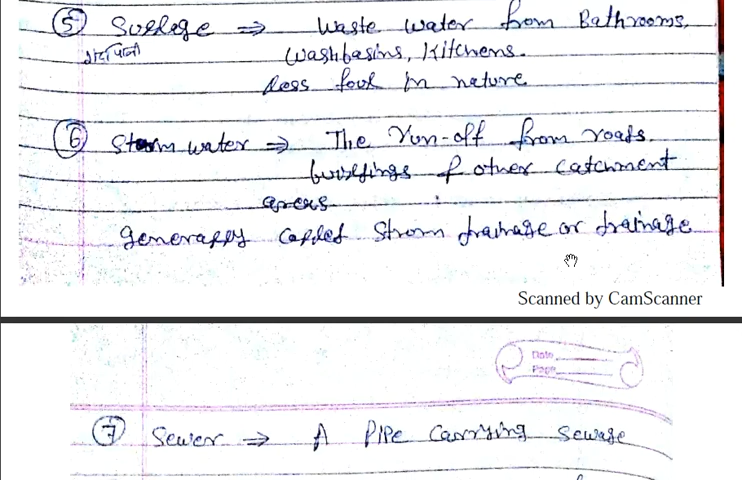 ⑤ Sullage ⇒ Waste water from Bathrooms,
washbasins, Kitchens.
Less foul in nature
⑥ Storm water ⇒ The run-off from roads,
buildings & other catchment
areas
generally called Strom drainage or drainage
Scanned by CamScanner
Date
Page
⑦ Sewer ⇒ A Pipe carrying sewage